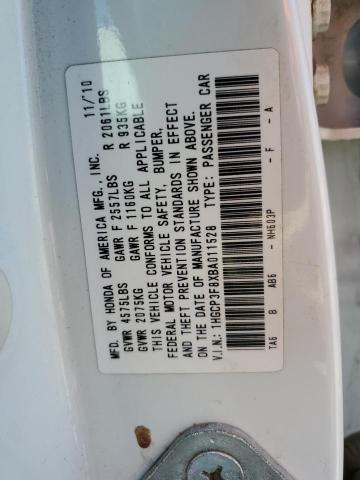 MFD. BY HONDA OF AMERICA MFG., INC. 11/'10
GVWR 4575LBS GAWR F 2557LBS R 2061LBS
GVWR 2075KG GAWR F 1160KG R 935KG
THIS VEHICLE CONFORMS TO ALL APPLICABLE
FEDERAL MOTOR VEHICLE SAFETY, BUMPER,
AND THEFT PREVENTION STANDARDS IN EFFECT
ON THE DATE OF MANUFACTURE SHOWN ABOVE.
V.I.N.: 1HGCP3F8XBA011528 TYPE: PASSENGER CAR
TA6 B AB6 - NH603P - F - A